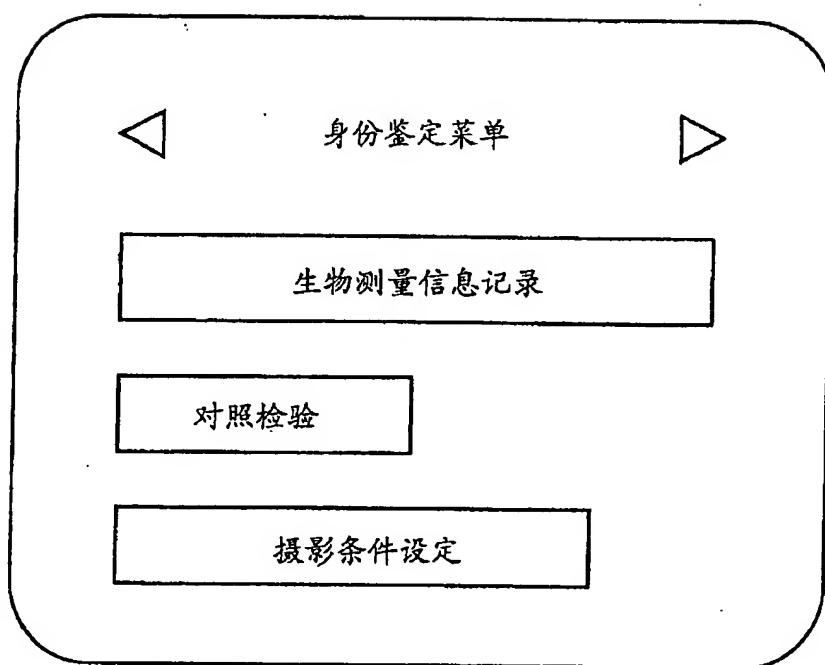 身份鉴定菜单
生物测量信息记录
对照检验
摄影条件设定